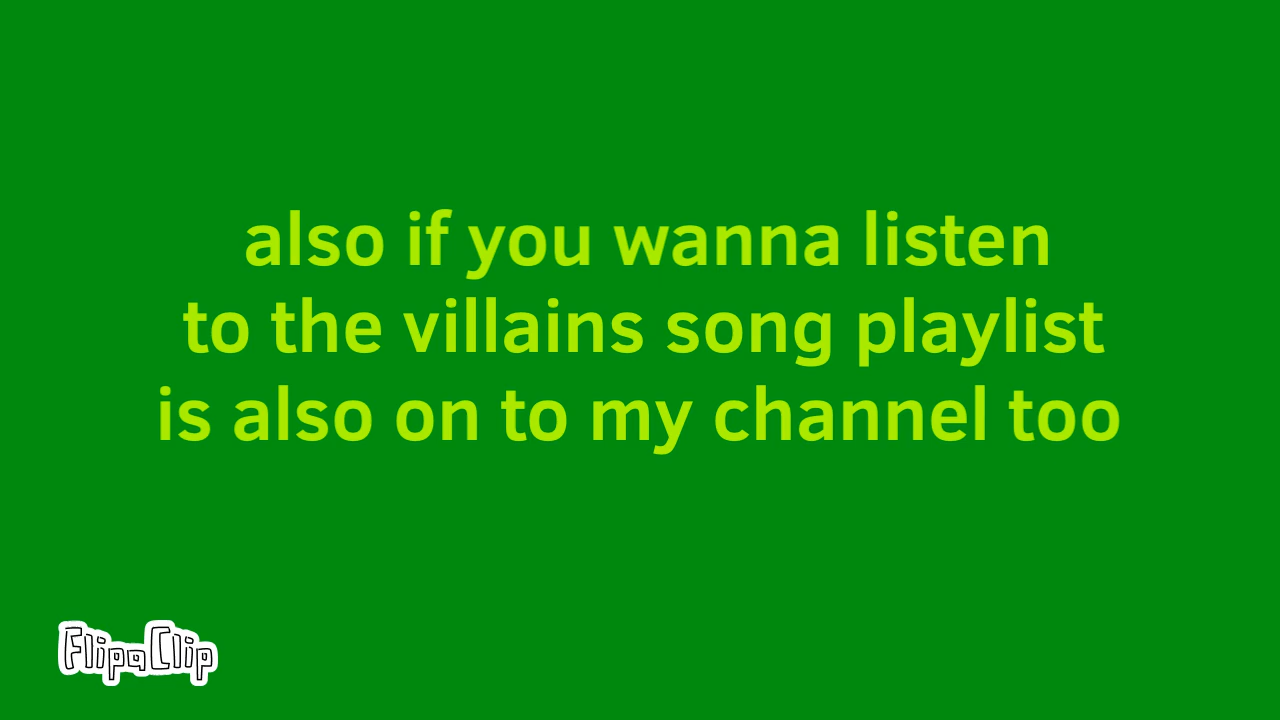 also if you wanna listen
to the villains song playlist
is also on to my channel too
FlipaClip